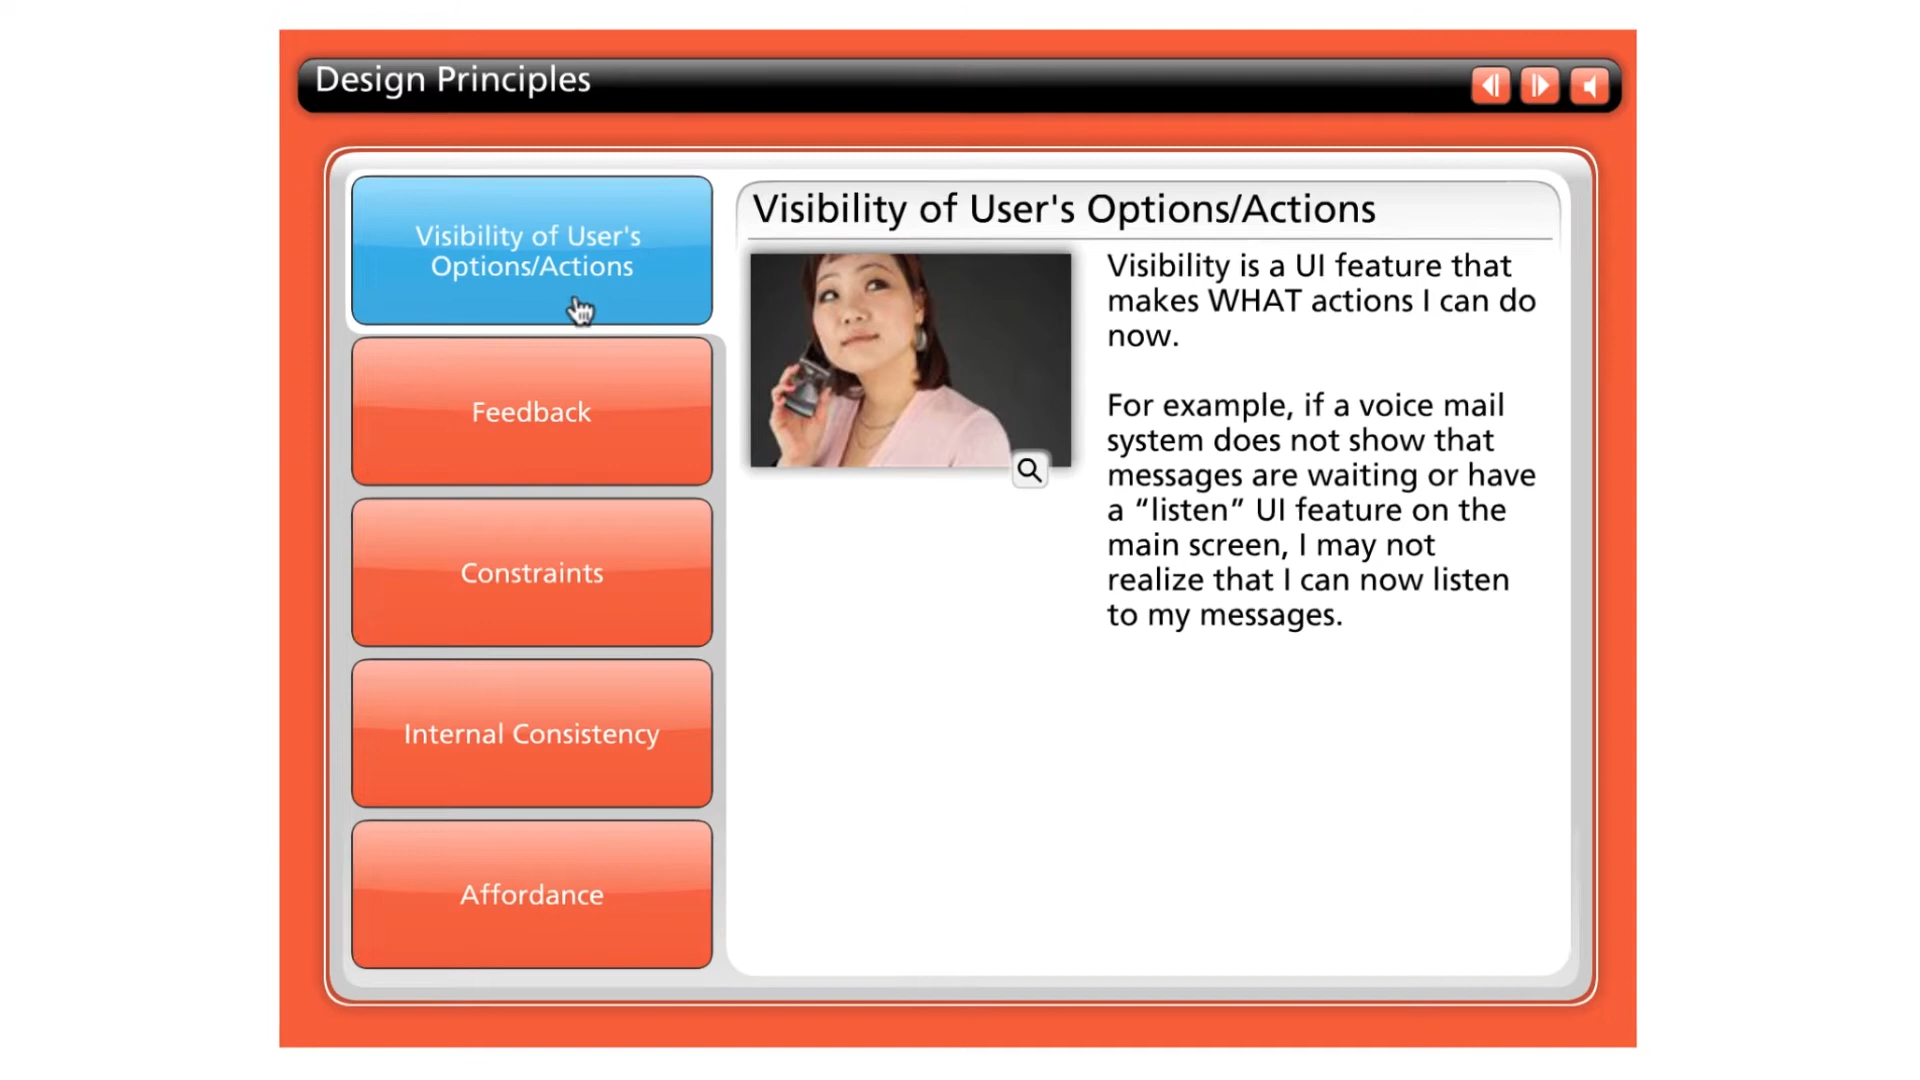 Design Principles
Visibility of User's
Options/Actions
Feedback
Constraints
Internal Consistency
Affordance
Visibility of User's Options/Actions
Visibility is a UI feature that
makes WHAT actions I can do
now.
For example, if a voice mail
system does not show that
messages are waiting or have
a “listen” UI feature on the
main screen, I may not
realize that I can now listen
to my messages.